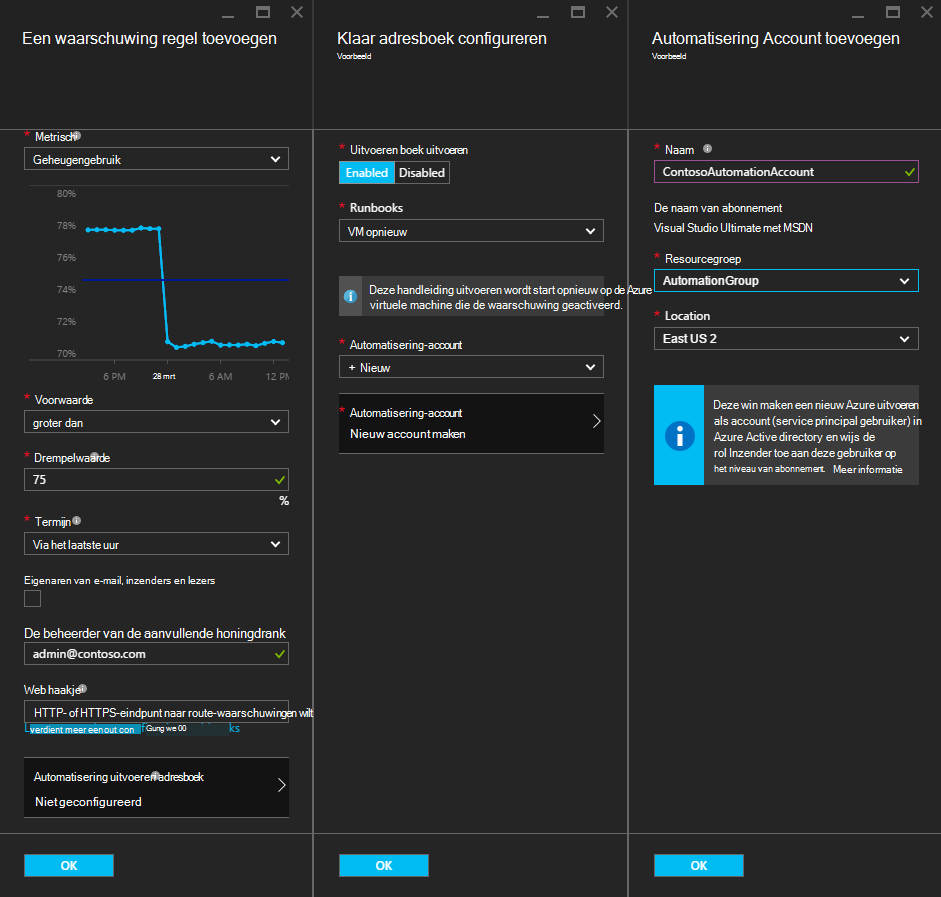 Een waarschuwing regel toevoegen
* Metrisch
Geheugengebruik
80%
78%
76%
74%
72%
70%
6 PM
28 mrt
6 AM
12 PM
* Voorwaarde
groter dan
* Drempelwaarde
75
%
* Termijn
Via het laatste uur
Eigenaren van e-mail, inzenders en lezers
De beheerder van de aanvullende honingdrank
admin@contoso.com
Web haakje
HTTP- of HTTPS-eindpunt naar route-waarschuwingen wilt
verdient meer een out con
Gung we 00
ks
Automatisering uitvoeren adresboek
Niet geconfigureerd
OK
Klaar adresboek configureren
Voorbeeld
* Uitvoeren boek uitvoeren
Enabled Disabled
* Runbooks
VM opnieuw
Deze handleiding uitvoeren wordt start opnieuw op de Azure
virtuele machine die de waarschuwing geactiveerd.
* Automatisering-account
+ Nieuw
* Automatisering-account
Nieuw account maken
OK
Automatisering Account toevoegen
Voorbeeld
* Naam
ContosoAutomationAccount
De naam van abonnement
Visual Studio Ultimate met MSDN
* Resourcegroep
AutomationGroup
* Location
East US 2
Deze win maken een nieuw Azure uitvoeren
als account (service principal gebruiker) in
Azure Active directory en wijs de
rol Inzender toe aan deze gebruiker op
het niveau van abonnement. Meer informatie
OK